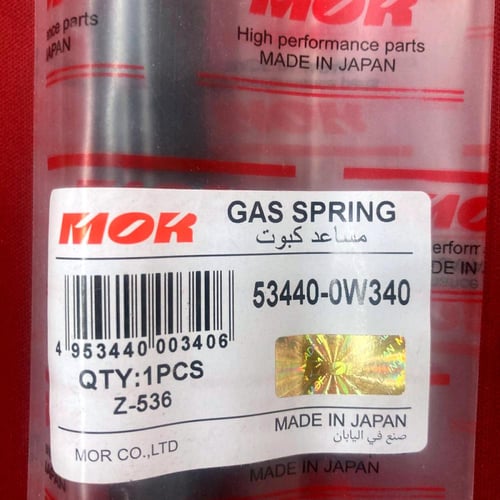 MOR
High performance parts
MADE IN JAPAN
MOR
GAS SPRING
مساعد كبوت
53440-0W340
4 953440 003406
QTY:1PCS
Z-536
MADE IN JAPAN
صنع في اليابان
MOR CO.,LTD
MADE IN JAPAN